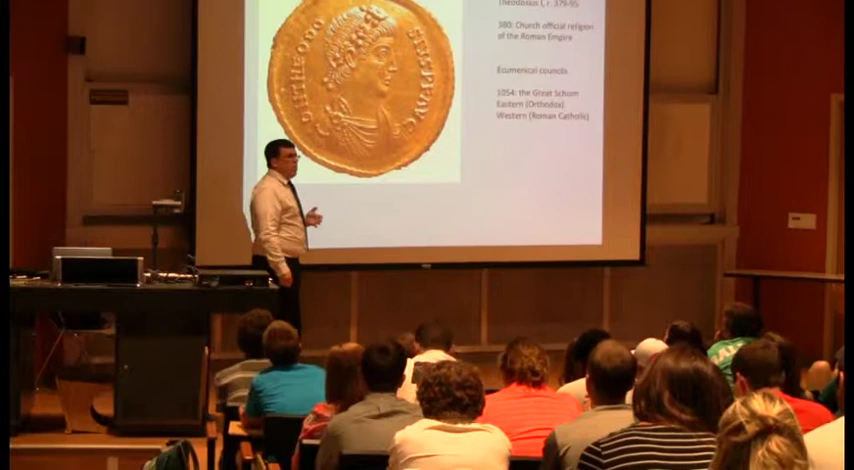 Theodosius I, r. 379-95
380: Church official religion
of the Roman Empire
Ecumenical councils
1054: the Great Schism
Eastern (Orthodox)
Western (Roman Catholic)